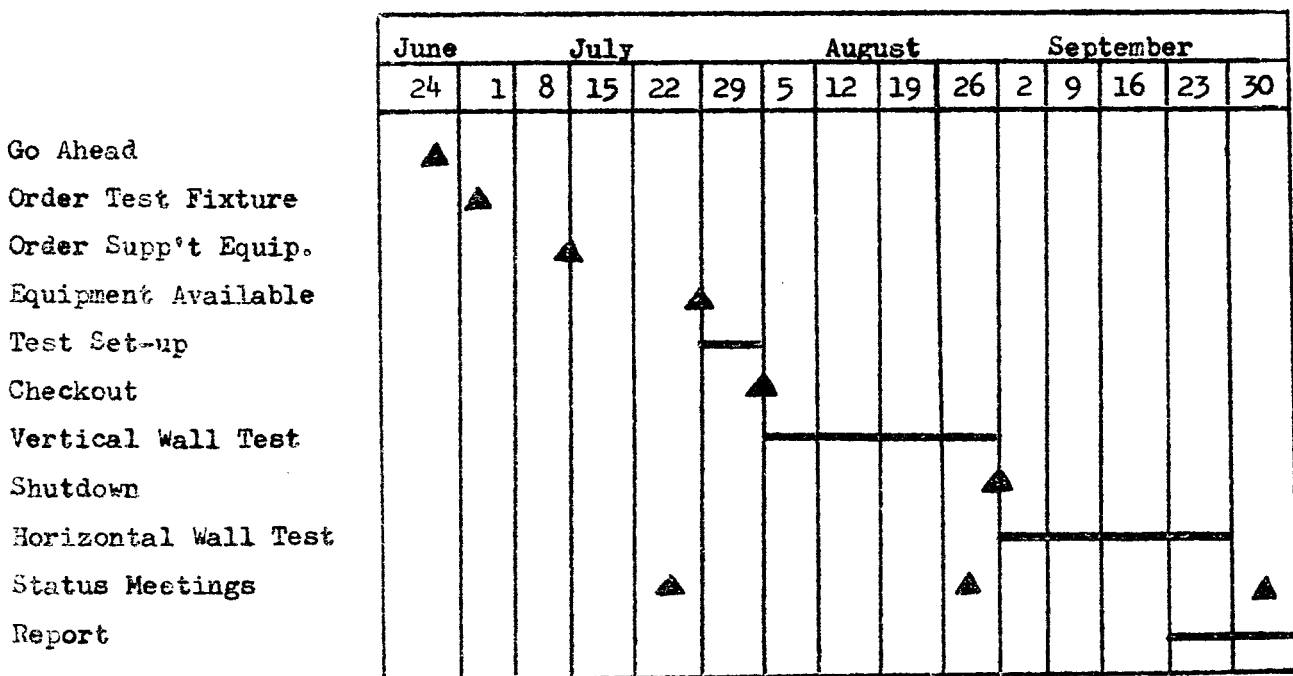 June July August September
24 1 8 15 22 29 5 12 19 26 2 9 16 23 30
Go Ahead
Order Test Fixture
Order Supp't Equip.
Equipment Available
Test Set-up
Checkout
Vertical Wall Test
Shutdown
Horizontal Wall Test
Status Meetings
Report